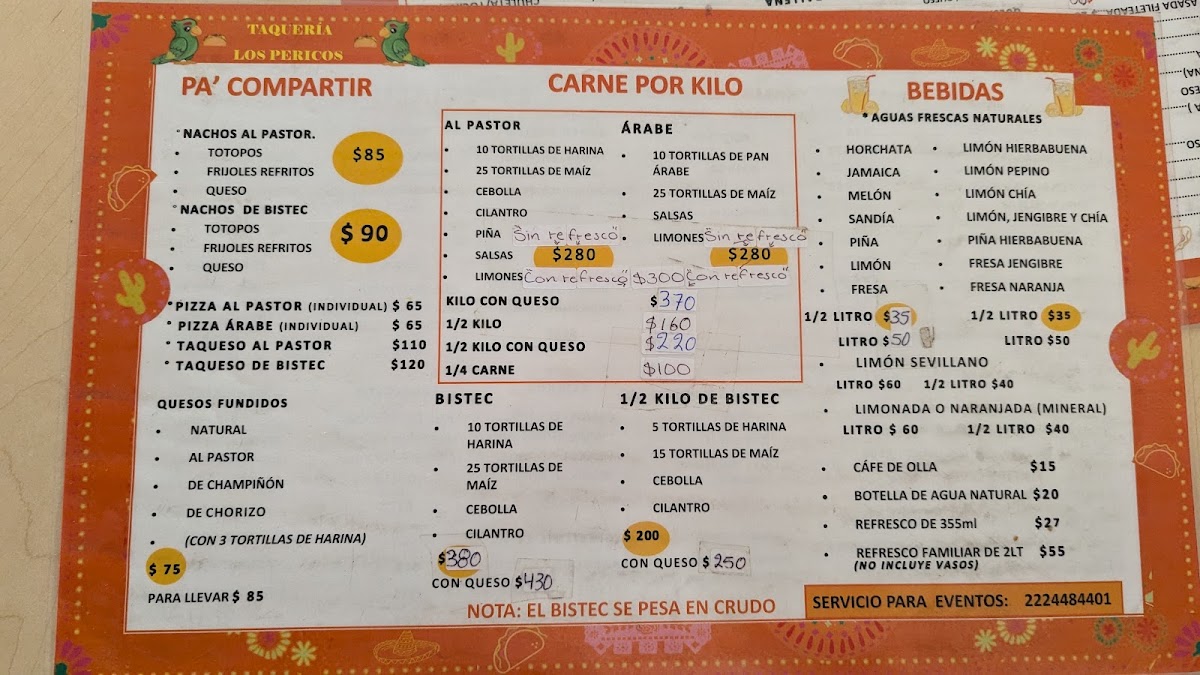 TAQUERÍA
LOS PERICOS
PA' COMPARTIR
°NACHOS AL PASTOR.
• TOTOPOS
• FRIJOLES REFRITOS
• QUESO
$85
°NACHOS DE BISTEC
• TOTOPOS
• FRIJOLES REFRITOS
• QUESO
$ 90
°PIZZA AL PASTOR (INDIVIDUAL) $ 65
° PIZZA ÁRABE (INDIVIDUAL) $ 65
° TAQUESO AL PASTOR $110
° TAQUESO DE BISTEC $120
QUESOS FUNDIDOS
• NATURAL
• AL PASTOR
• DE CHAMPIÑÓN
• DE CHORIZO
• (CON 3 TORTILLAS DE HARINA)
$ 75
PARA LLEVAR $ 85
CARNE POR KILO
AL PASTOR
• 10 TORTILLAS DE HARINA
• 25 TORTILLAS DE MAÍZ
• CEBOLLA
• CILANTRO
• PIÑA "Sin refresco"
• SALSAS $280
• LIMONES "Con refresco" $300
ÁRABE
• 10 TORTILLAS DE PAN
ÁRABE
• 25 TORTILLAS DE MAÍZ
• SALSAS
• LIMONES "Sin refresco"
$280
"Con refresco"
KILO CON QUESO $370
1/2 KILO $160
1/2 KILO CON QUESO $220
1/4 CARNE $100
BISTEC
• 10 TORTILLAS DE
HARINA
• 25 TORTILLAS DE
MAÍZ
• CEBOLLA
• CILANTRO
$380
CON QUESO $430
1/2 KILO DE BISTEC
• 5 TORTILLAS DE HARINA
• 15 TORTILLAS DE MAÍZ
• CEBOLLA
• CILANTRO
$ 200
CON QUESO $ 250
NOTA: EL BISTEC SE PESA EN CRUDO
BEBIDAS
° AGUAS FRESCAS NATURALES
• HORCHATA
• JAMAICA
• MELÓN
• SANDÍA
• PIÑA
• LIMÓN
• FRESA
1/2 LITRO $35
LITRO $50
• LIMÓN HIERBABUENA
• LIMÓN PEPINO
• LIMÓN CHÍA
• LIMÓN, JENGIBRE Y CHÍA
• PIÑA HIERBABUENA
• FRESA JENGIBRE
• FRESA NARANJA
1/2 LITRO $35
LITRO $50
• LIMÓN SEVILLANO
LITRO $60 1/2 LITRO $40
• LIMONADA O NARANJADA (MINERAL)
LITRO $ 60 1/2 LITRO $40
• CÁFE DE OLLA $15
• BOTELLA DE AGUA NATURAL $20
• REFRESCO DE 355ml $27
• REFRESCO FAMILIAR DE 2LT $55
(NO INCLUYE VASOS)
SERVICIO PARA EVENTOS: 2224484401
ASADA FILETEADA